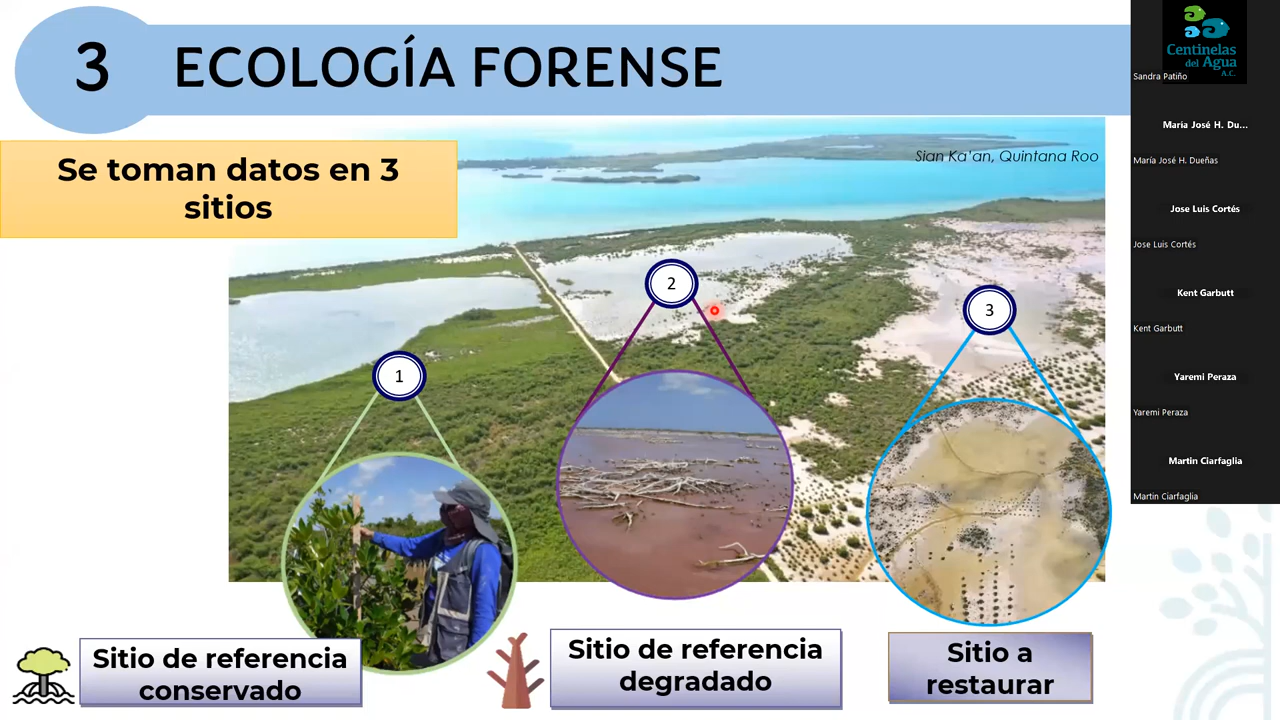 3
ECOLOGÍA FORENSE
Se toman datos en 3
sitios
Sian Ka'an, Quintana Roo
1
2
3
Sitio de referencia
conservado
Sitio de referencia
degradado
Sitio a
restaurar
Centinelas
del Agua
A.C.
Sandra Patiño
María José H. Du...
María José H. Dueñas
Jose Luis Cortés
Jose Luis Cortés
Kent Garbutt
Kent Garbutt
Yaremi Peraza
Yaremi Peraza
Martin Ciarfaglia
Martin Ciarfaglia